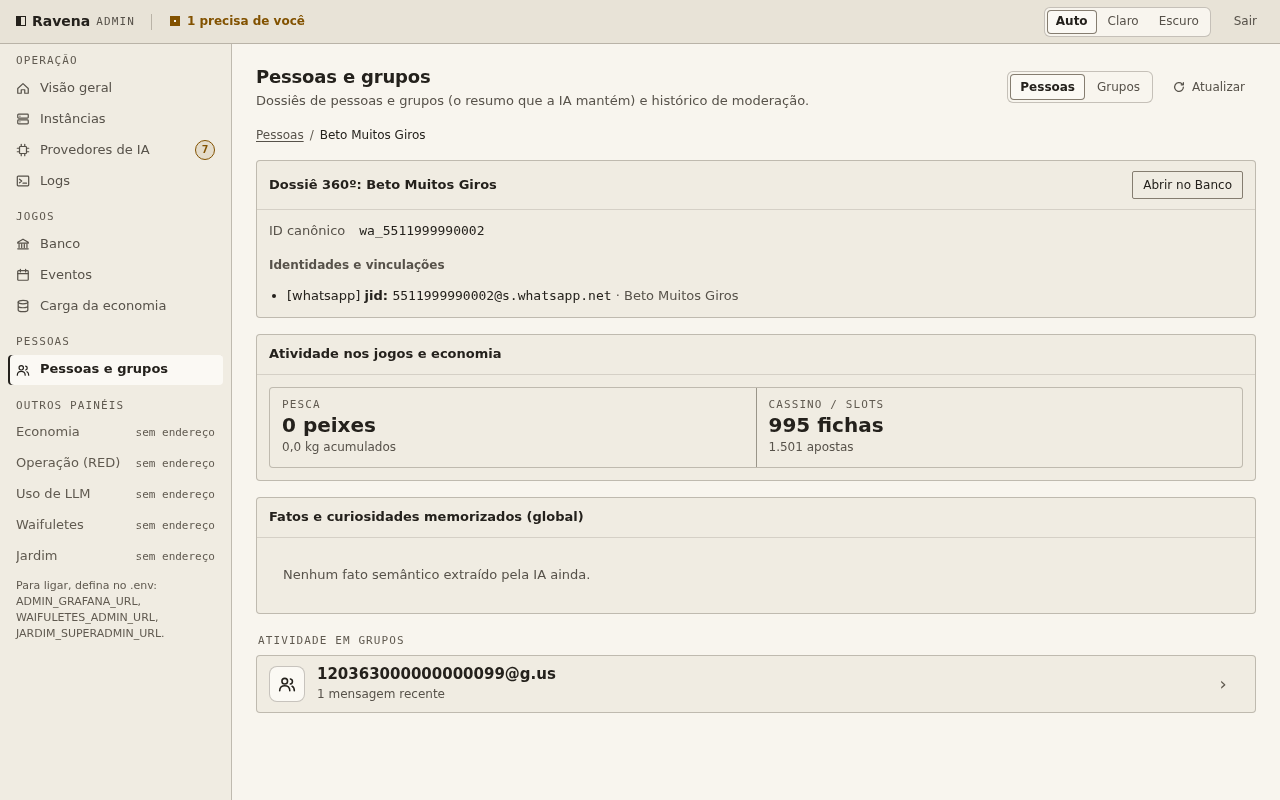 Ravena ADMIN
1 precisa de você
Auto Claro Escuro Sair
OPERAÇÃO
Visão geral
Instâncias
Provedores de IA 7
Logs
JOGOS
Banco
Eventos
Carga da economia
PESSOAS
Pessoas e grupos
OUTROS PAINÉIS
Economia sem endereço
Operação (RED) sem endereço
Uso de LLM sem endereço
Waifuletes sem endereço
Jardim sem endereço
Para ligar, defina no .env:
ADMIN_GRAFANA_URL,
WAIFULETES_ADMIN_URL,
JARDIM_SUPERADMIN_URL.
Pessoas e grupos
Dossiês de pessoas e grupos (o resumo que a IA mantém) e histórico de moderação.
Pessoas Grupos Atualizar
Pessoas / Beto Muitos Giros
Dossiê 360º: Beto Muitos Giros
Abrir no Banco
ID canônico wa_5511999990002
Identidades e vinculações
• [whatsapp] jid: 5511999990002@s.whatsapp.net · Beto Muitos Giros
Atividade nos jogos e economia
PESCA
0 peixes
0,0 kg acumulados
CASSINO / SLOTS
995 fichas
1.501 apostas
Fatos e curiosidades memorizados (global)
Nenhum fato semântico extraído pela IA ainda.
ATIVIDADE EM GRUPOS
120363000000000099@g.us
1 mensagem recente